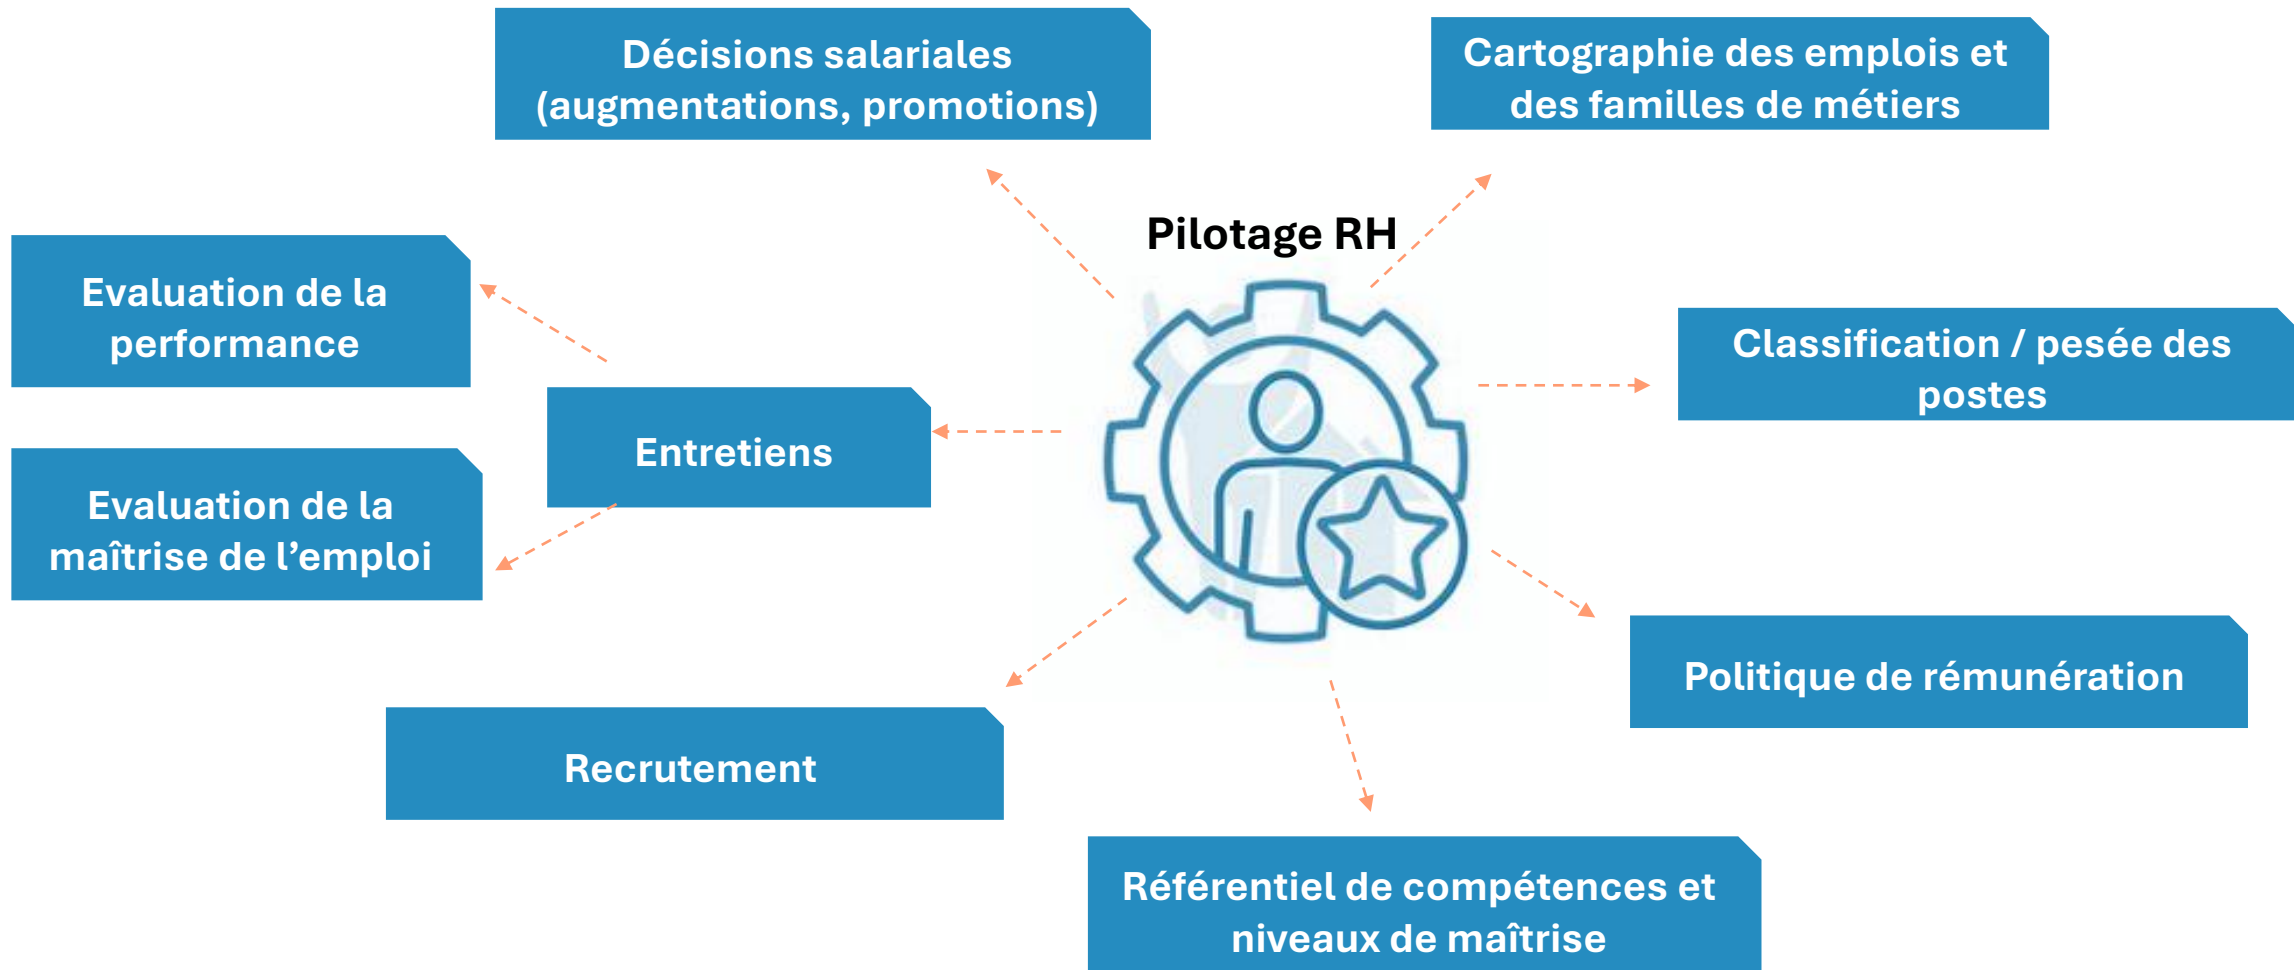 Décisions salariales
(augmentations, promotions)
Cartographie des emplois et
des familles de métiers
Pilotage RH
Evaluation de la
performance
Classification / pesée des
postes
Entretiens
Evaluation de la
maîtrise de l’emploi
Politique de rémunération
Recrutement
Référentiel de compétences et
niveaux de maîtrise